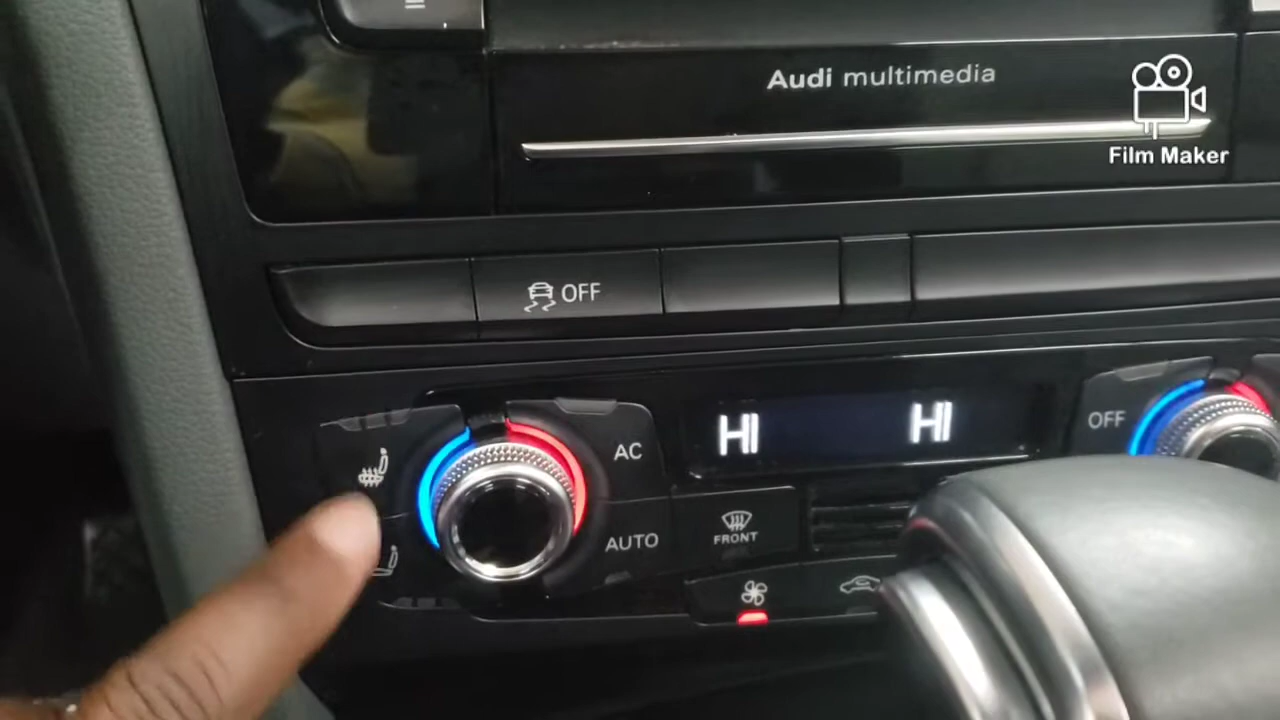 Audi multimedia
Film Maker
OFF
AC
HI
HI
OFF
AUTO
FRONT